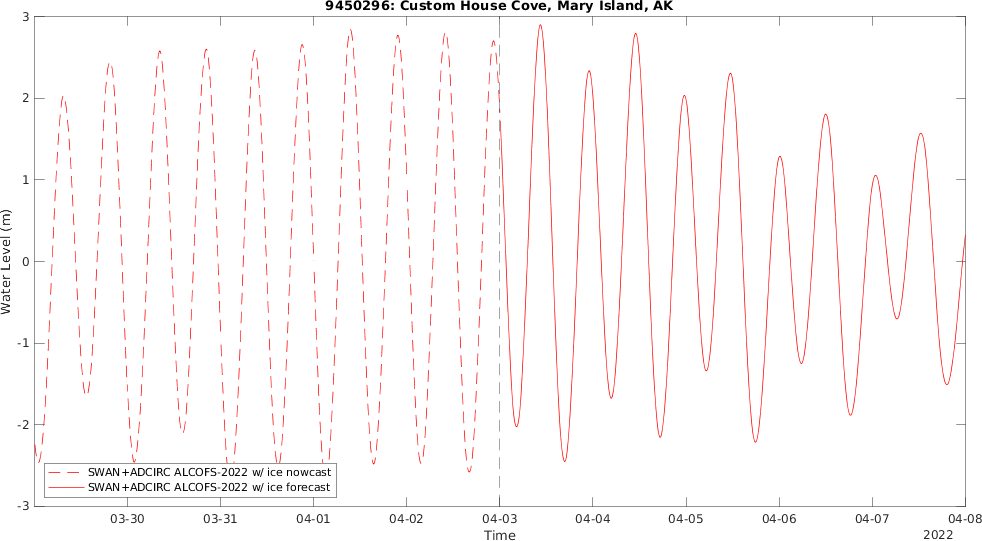 9450296: Custom House Cove, Mary Island, AK
3
2
1
0
-1
-2
-3
Water Level (m)
SWAN+ADCIRC ALCOFS-2022 w/ ice nowcast
SWAN+ADCIRC ALCOFS-2022 w/ ice forecast
03-30 03-31 04-01 04-02 04-03 04-04 04-05 04-06 04-07 04-08
Time
2022